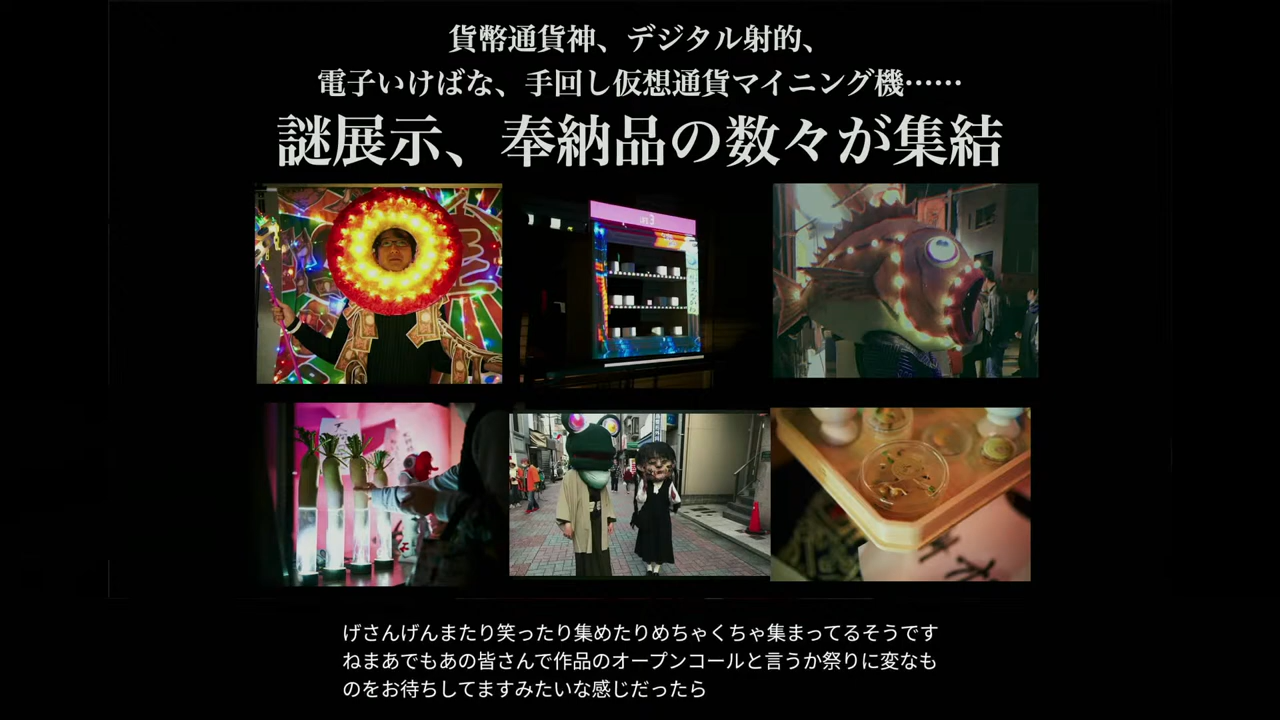 貨幣通貨神、デジタル射的、
電子いけばな、手回し仮想通貨マイニング機……
謎展示、奉納品の数々が集結
げさんげんまたり笑ったり集めたりめちゃくちゃ集まってるそうです
ねまあでもあの皆さんで作品のオープンコールと言うか祭りに変なも
のをお待ちしてますみたいな感じだったら